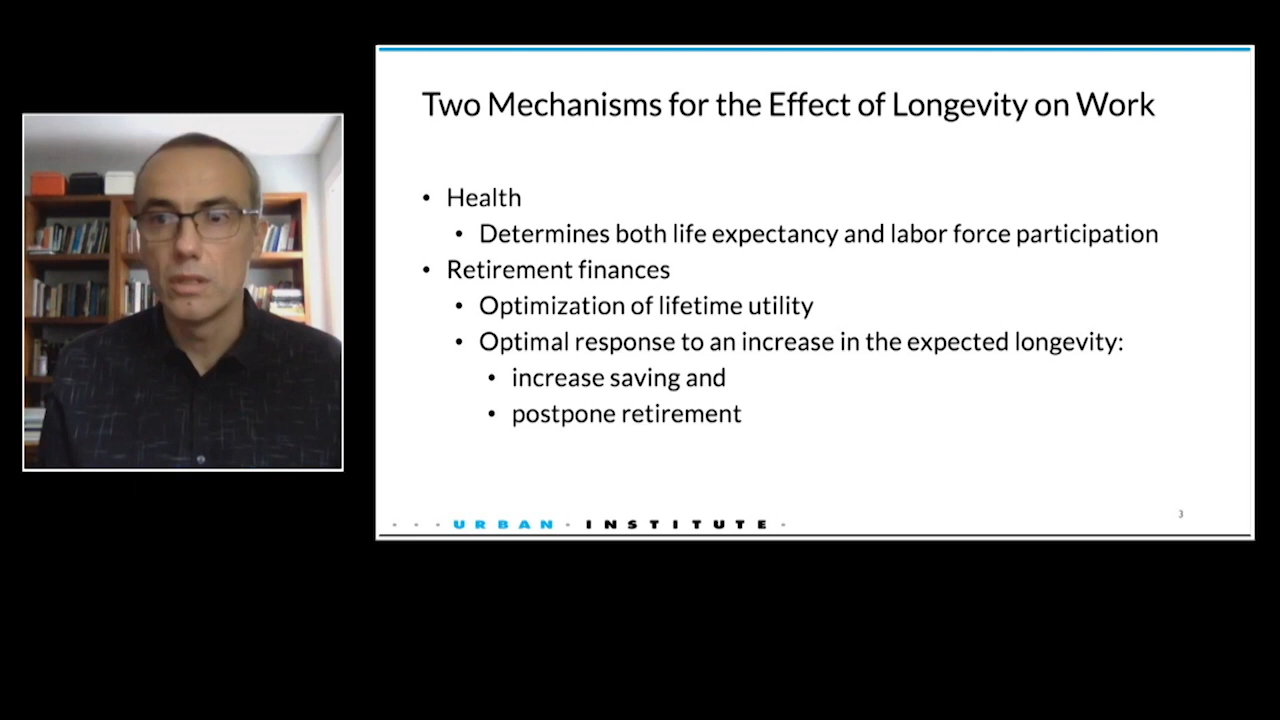 Two Mechanisms for the Effect of Longevity on Work
• Health
• Determines both life expectancy and labor force participation
• Retirement finances
• Optimization of lifetime utility
• Optimal response to an increase in the expected longevity:
• increase saving and
• postpone retirement
· · · URBAN · INSTITUTE ·
3